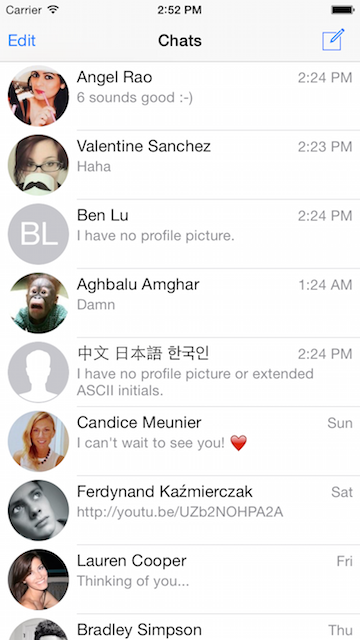 Carrier 2:52 PM
Edit Chats
Angel Rao 2:24 PM
6 sounds good :-)
Valentine Sanchez 2:23 PM
Haha
BL
Ben Lu 2:24 PM
I have no profile picture.
Aghbalu Amghar 1:24 AM
Damn
中文 日本語 한국인 2:24 PM
I have no profile picture or extended
ASCII initials.
Candice Meunier Sun
I can't wait to see you! ❤️
Ferdynand Kaźmierczak Sat
http://youtu.be/UZb2NOHPA2A
Lauren Cooper Fri
Thinking of you...
Bradley Simpson Thu